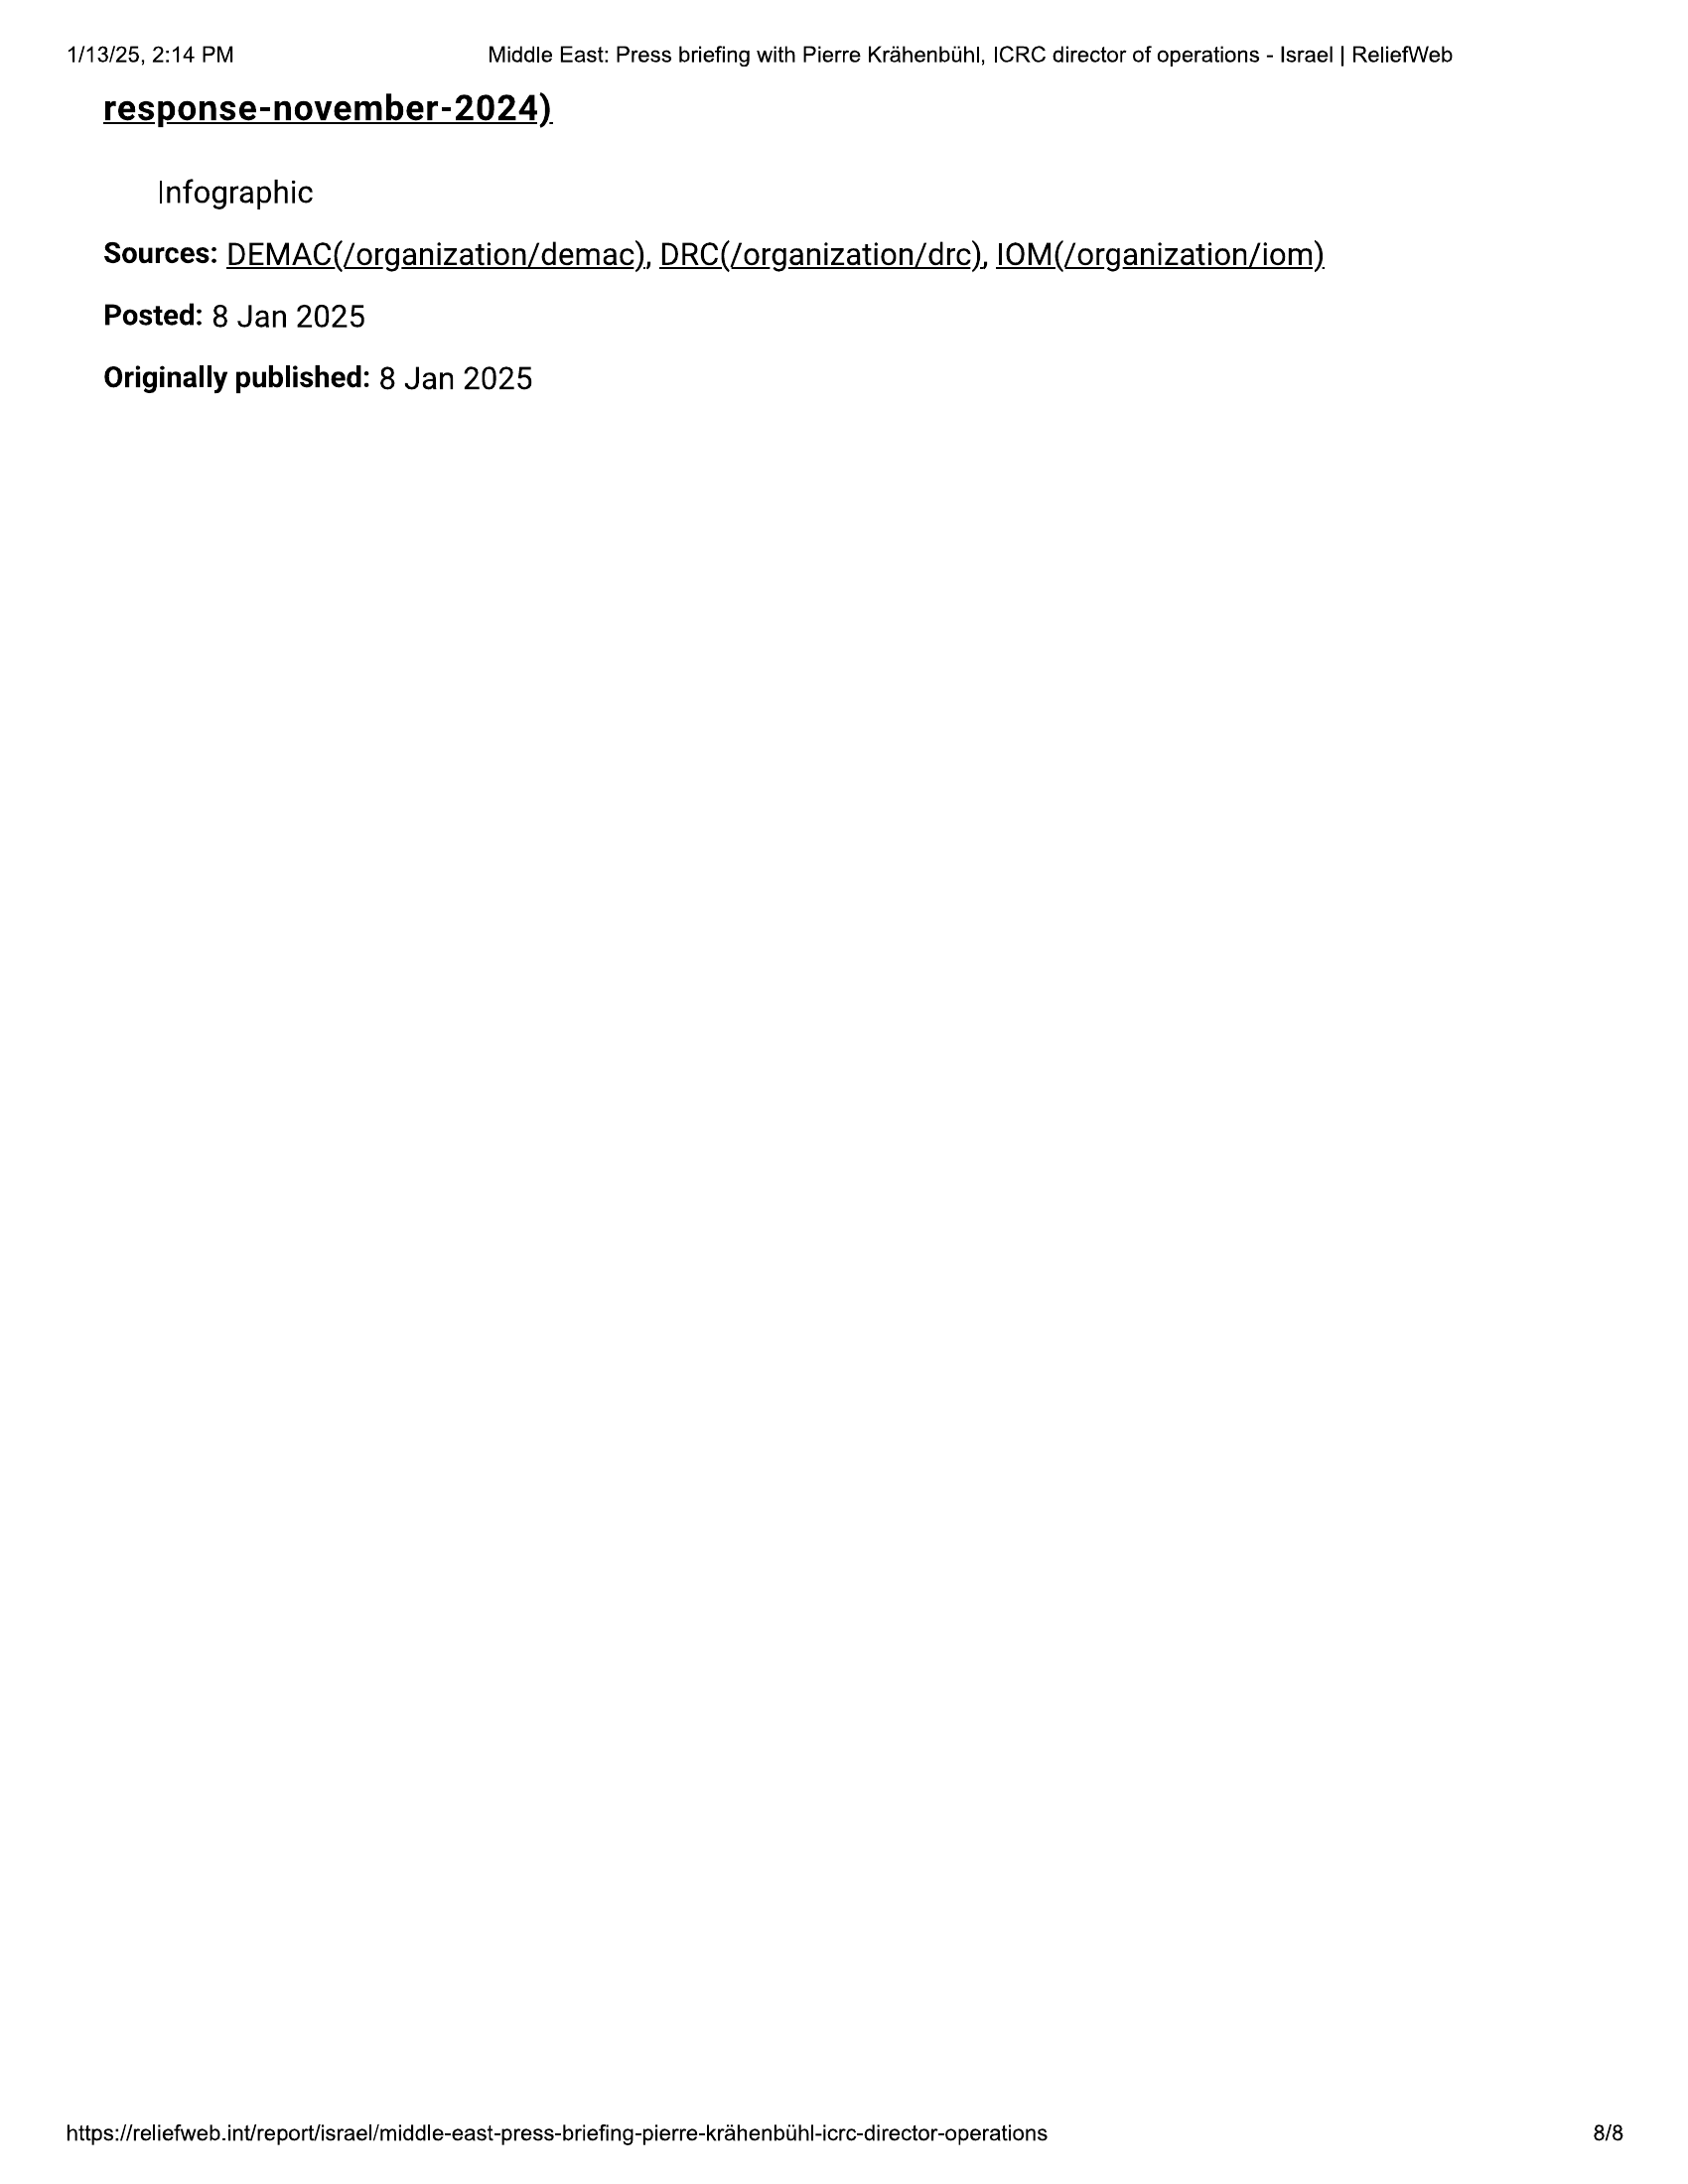 1/13/25, 2:14 PM Middle East: Press briefing with Pierre Krähenbühl, ICRC director of operations - Israel | ReliefWeb
response-november-2024)
Infographic
Sources: DEMAC(/organization/demac), DRC(/organization/drc), IOM(/organization/iom)
Posted: 8 Jan 2025
Originally published: 8 Jan 2025
https://reliefweb.int/report/israel/middle-east-press-briefing-pierre-krähenbühl-icrc-director-operations 8/8